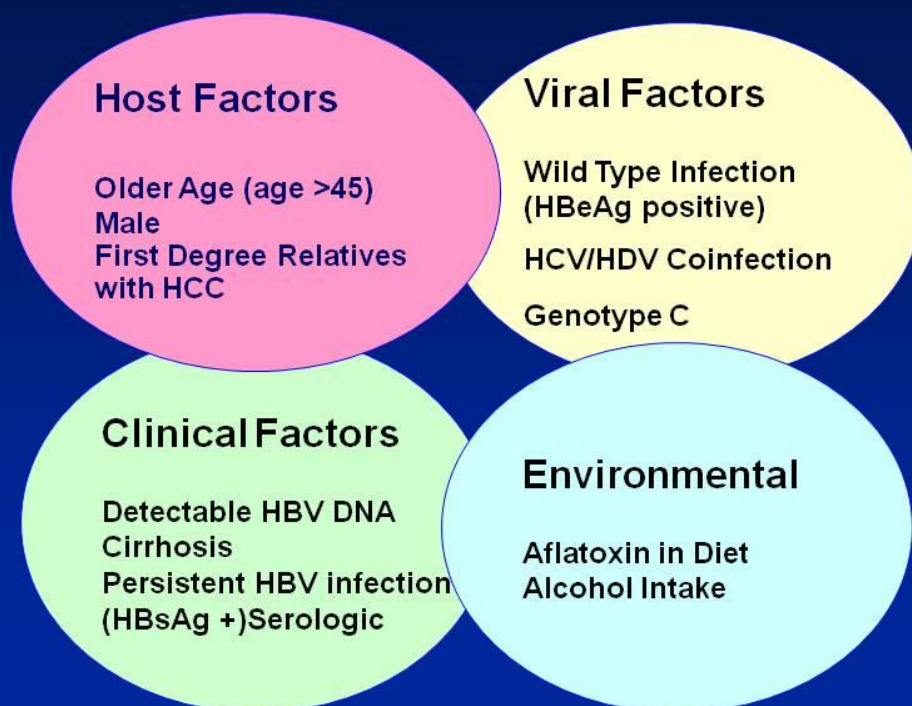 Host Factors
Older Age (age >45)
Male
First Degree Relatives
with HCC
Viral Factors
Wild Type Infection
(HBeAg positive)
HCV/HDV Coinfection
Genotype C
Clinical Factors
Detectable HBV DNA
Cirrhosis
Persistent HBV infection
(HBsAg +)Serologic
Environmental
Aflatoxin in Diet
Alcohol Intake